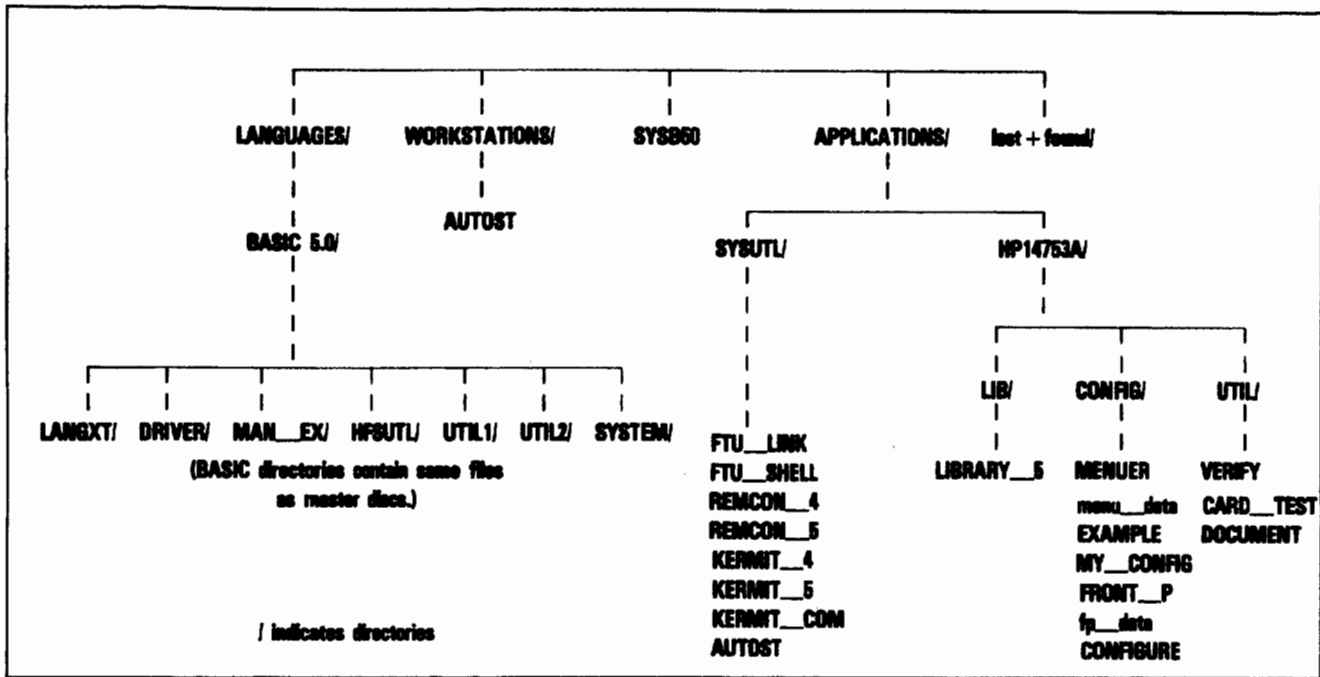 LANGUAGES/ WORKSTATIONS/ SYSB50 APPLICATIONS/ lost + found/
AUTOST
BASIC 5.0/
SYSUTL/ HP14753A/
LIB/ CONFIG/ UTIL/
LANGXT/ DRIVER/ MAN__EX/ HFSUTL/ UTIL1/ UTIL2/ SYSTEM/
(BASIC directories contain same files
as master discs.)
FTU__LINK
FTU__SHELL
REMCON__4
REMCON__5
KERMIT__4
KERMIT__5
KERMIT__COM
AUTOST
LIBRARY__5
MENUER
menu__data
EXAMPLE
MY__CONFIG
FRONT__P
fp__data
CONFIGURE
VERIFY
CARD__TEST
DOCUMENT
/ indicates directories